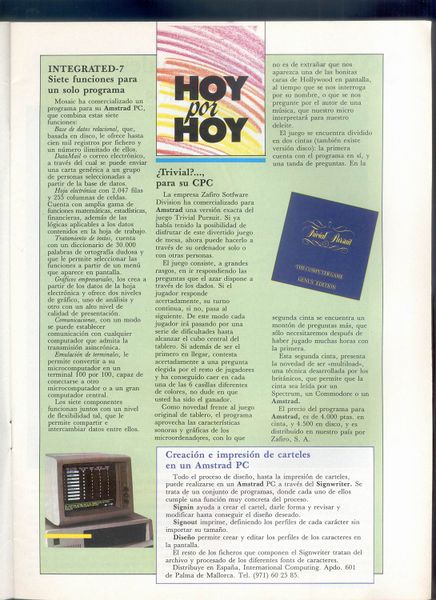 INTEGRATED-7
Siete funciones para
un solo programa
Mosaic ha comercializado un
programa para su Amstrad PC,
que combina estas siete
funciones:
Base de datos relacional, que,
basada en disco, le ofrece hasta
cien mil registros por fichero y
un número ilimitado de ellos.
DataMail o correo electrónico,
a través del cual se puede enviar
una carta genérica a un grupo
de personas seleccionadas a
partir de la base de datos.
Hoja electrónica con 2.047 filas
y 255 columnas de celdas.
Cuenta con amplia gama de
funciones matemáticas, estadísticas,
financieras, además de las
lógicas aplicables a los datos
contenidos en la hoja de trabajo.
Tratamiento de textos, cuenta
con un diccionario de 30.000
palabras de ortografía dudosa y
que le permite seleccionar las
funciones a partir de un menú
que aparece en pantalla.
Gráficos empresariales, los crea a
partir de los datos de la hoja
electrónica y ofrece dos niveles
de gráfico, uno de análisis y
otro con un alto nivel de
calidad de presentación.
Comunicaciones, con un modo
se puede establecer
comunicación con cualquier
computador que admita la
transmisión asincrónica.
Emulación de terminales, le
permite convertir a su
microcomputador en un
terminal 100 por 100, capaz de
conectarse a otro
microcomputador o a un gran
computador central.
Los siete componentes
funcionan juntos con un nivel
de flexibilidad tal, que le
permite compartir e
intercambiar datos entre ellos.
HOY
por
HOY
¿Trivial?...,
para su CPC
La empresa Zafiro Sotfware
Division ha comercializado para
Amstrad una versión exacta del
juego Trivial Pursuit. Si ya
había tenido la posibilidad de
disfrutar de este divertido juego
de mesa, ahora puede hacerlo a
través de su ordenador solo o
con otras personas.
El juego consiste, a grandes
rasgos, en ir respondiendo las
preguntas que el azar dispone a
través de los dados. Si el
jugador responde
acertadamente, su turno
continua, si no, pasa al
siguiente. De este modo cada
jugador irá pasando por una
serie de dificultades hasta
alcanzar el cubo central del
tablero. Si además de ser el
primero en llegar, contesta
acertadamente a una pregunta
elegida por el resto de jugadores
y ha conseguido caer en cada
una de las 6 casillas diferentes
de colores, no dude en que
usted ha sido el ganador.
Como novedad frente al juego
original de tablero, el programa
aprovecha las características
sonoras y gráficas de los
microordenadores, con lo que
no es de extrañar que nos
aparezca una de las bonitas
caras de Hollywood en pantalla,
al tiempo que se nos interroga
por su nombre, o que se nos
pregunte por el autor de una
música, que nuestro micro
interpretará para nuestro
deleite.
El juego se encuentra dividido
en dos cintas (también existe
versión disco): la primera
cuenta con el programa en sí, y
una tanda de preguntas. En la
Trivial Pursuit
THE COMPUTER GAME
GENUS EDITION
segunda cinta se encuentra un
montón de preguntas más, que
sólo necesitaremos después de
haber jugado muchas horas con
la primera.
Esta segunda cinta, presenta
la novedad de ser «multiload»,
una técnica desarrollada por los
británicos, que permite que la
cinta sea leída por un
Spectrum, un Commodore o un
Amstrad.
El precio del programa para
Amstrad, es de 4.000 ptas. en
cinta, y 4.500 en disco, y es
distribuido en nuestro país por
Zafiro, S. A.
Creación e impresión de carteles
en un Amstrad PC
Todo el proceso de diseño, hasta la impresión de carteles,
puede realizarse en un Amstrad PC a través del Signwriter. Se
trata de un conjunto de programas, donde cada uno de ellos
cumple una función muy concreta del proceso.
Signin ayuda a crear el cartel, darle forma y revisar y
modificar hasta conseguir el diseño deseado.
Signout imprime, definiendo los perfiles de cada carácter sin
importar su tamaño.
Diseño permite crear y editar los perfiles de los caracteres en
la pantalla.
El resto de los ficheros que componen el Signwriter tratan del
archivo y procesado de los diferentes fonts de caracteres.
Distribuye en España, International Computing. Apdo. 601
de Palma de Mallorca. Tel. (971) 60 25 85.